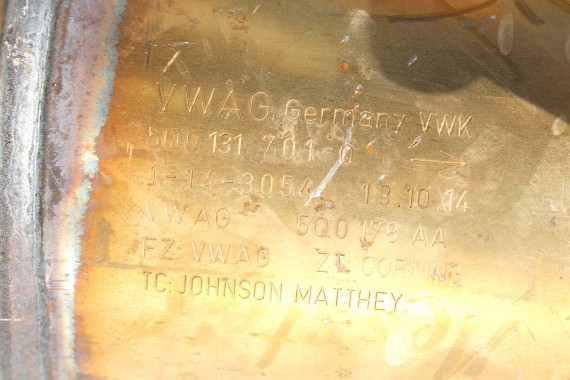 VWAG Germany VWK
5Q0 131 701-0
J-14-3054 13.10.14
VWAG 5Q0 178 AA
FZ: VWAG ZT: CORNING
TC: JOHNSON MATTHEY